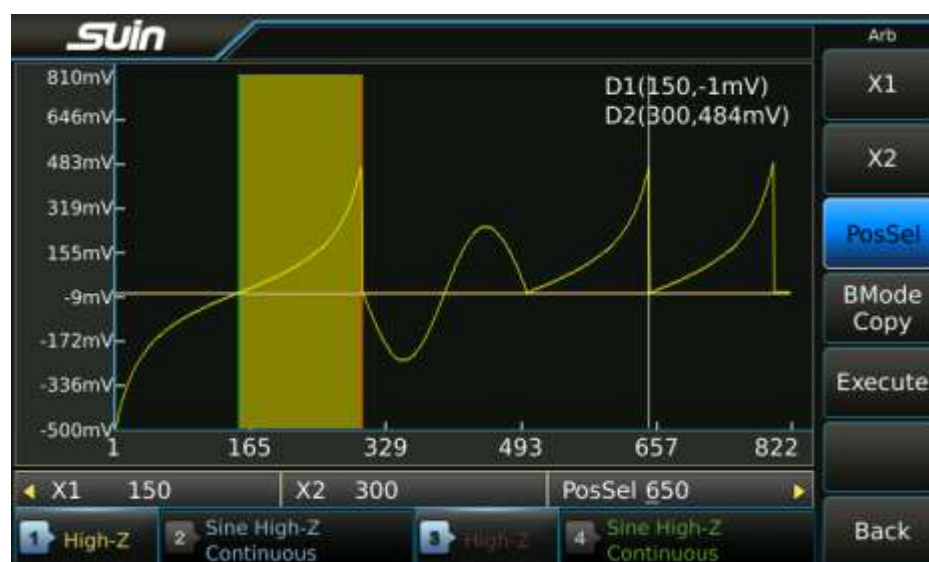 Suin
Arb
810mV
646mV
483mV
319mV
155mV
-9mV
-172mV
-336mV
-500mV
D1(150,-1mV)
D2(300,484mV)
1 165 329 493 657 822
X1 150 X2 300 PosSel 650
1 High-Z
2 Sine High-Z
Continuous
3 High-Z
4 Sine High-Z
Continuous
X1
X2
PosSel
BMode
Copy
Execute
Back